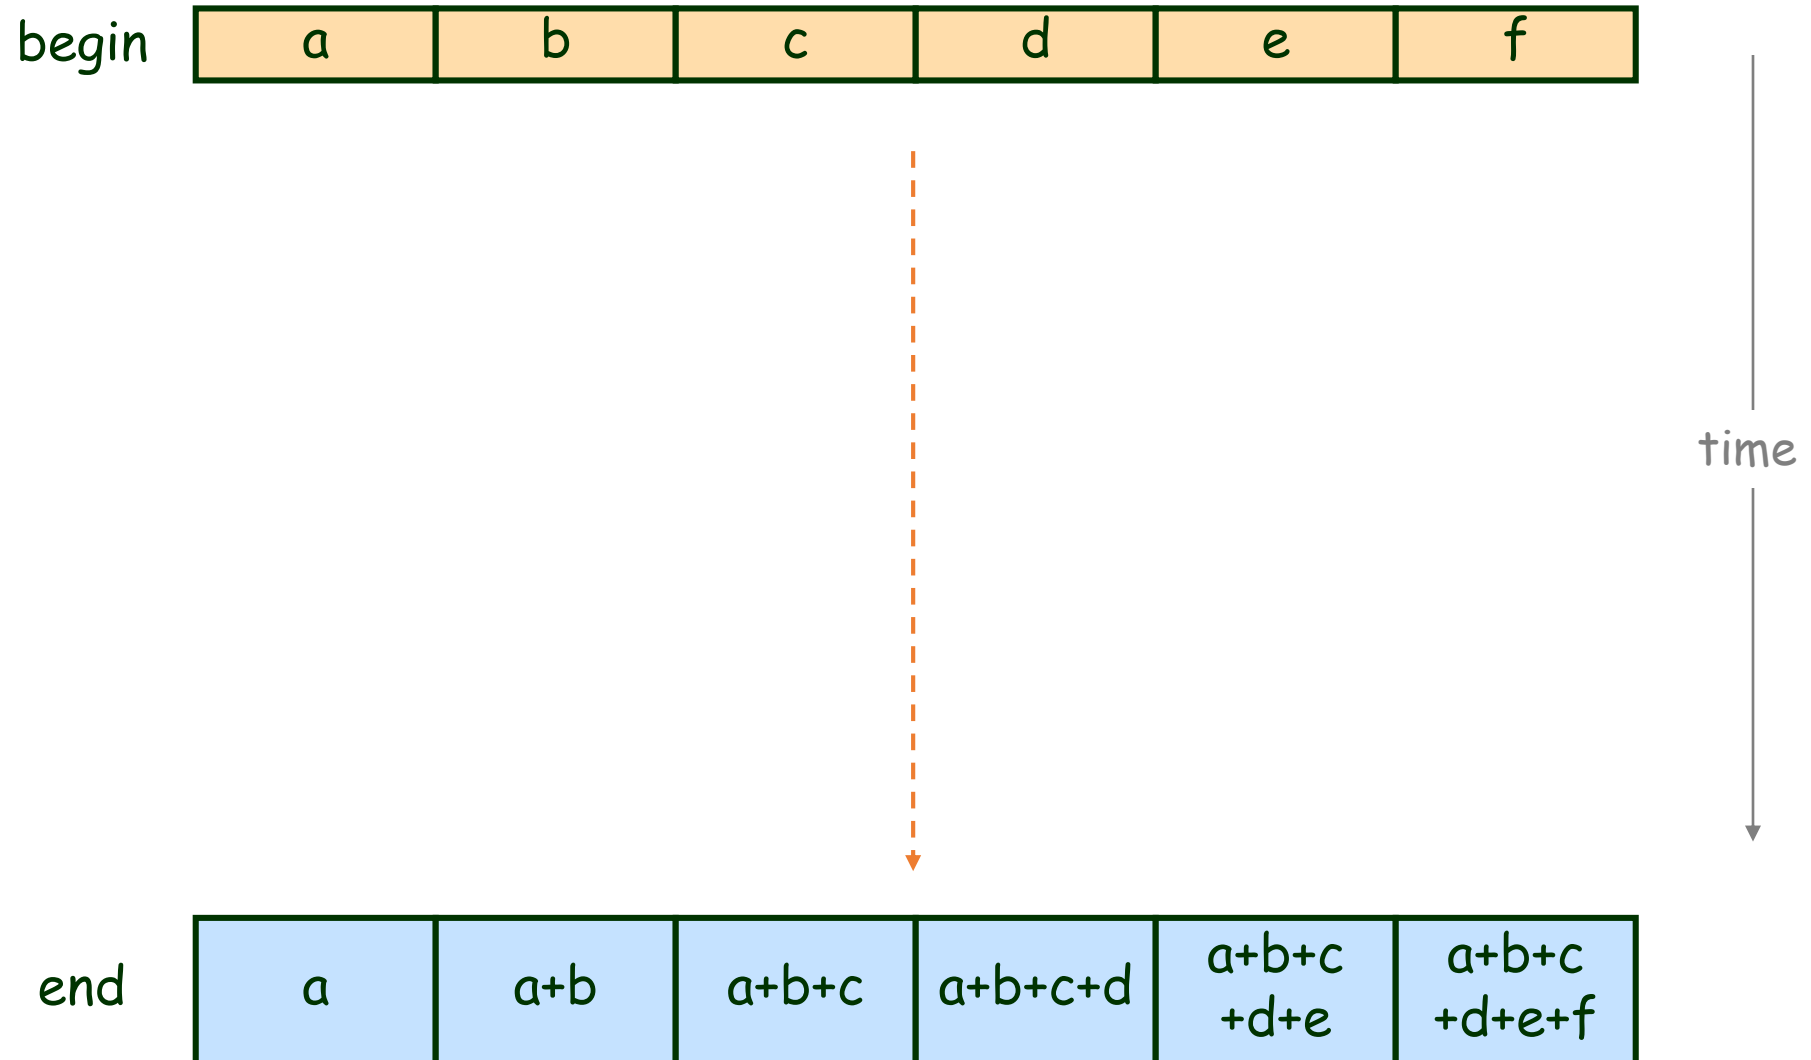 begin a b c d e f
time
end a a+b a+b+c a+b+c+d a+b+c
+d+e a+b+c
+d+e+f